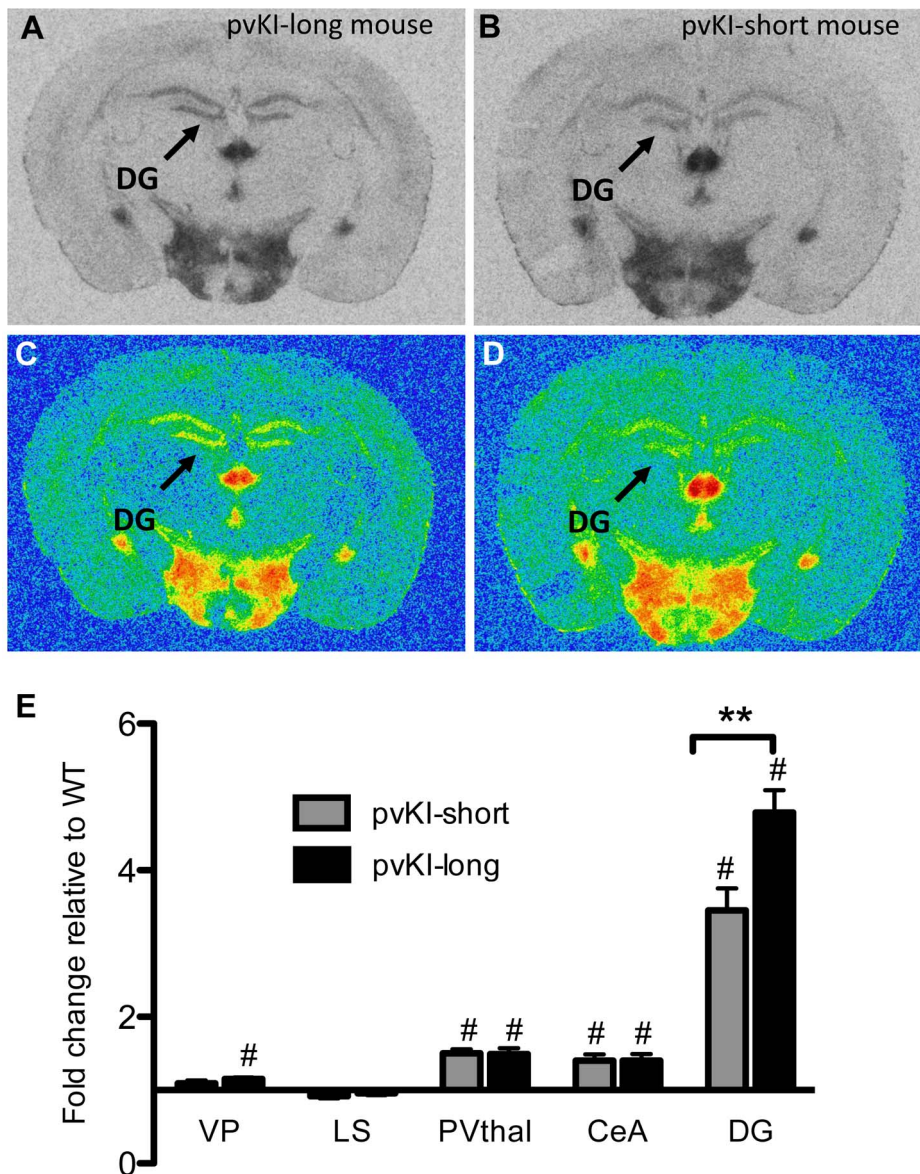 A
pvKI-long mouse
DG
B
pvKI-short mouse
DG
C
DG
D
DG
E
Fold change relative to WT
6
4
2
0
pvKI-short
pvKI-long
**
#
#
#
#
#
#
#
VP
LS
PVthal
CeA
DG